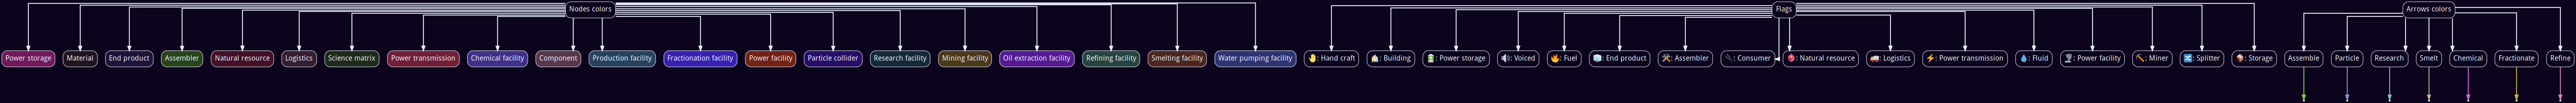 Nodes colors
Flags
Arrows colors
Power storage
Material
End product
Assembler
Natural resource
Logistics
Science matrix
Power transmission
Chemical facility
Component
Production facility
Fractionation facility
Power facility
Particle collider
Research facility
Mining facility
Oil extraction facility
Refining facility
Smelting facility
Water pumping facility
🤚: Hand craft
🏠: Building
🔋: Power storage
🔊: Voiced
🔥: Fuel
🧊: End product
🛠: Assembler
🔌: Consumer
🪨: Natural resource
🚚: Logistics
⚡: Power transmission
💧: Fluid
🗼: Power facility
⛏: Miner
🔀: Splitter
📦: Storage
Assemble
Particle
Research
Smelt
Chemical
Fractionate
Refine